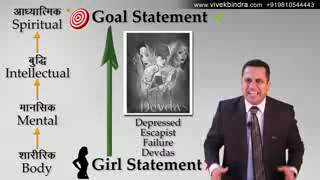 www.vivekbindra.com +919810544443
आध्यात्मिक
Spiritual
Goal Statement
बुद्धि
Intellectual
मानसिक
Mental
शारीरिक
Body
Devdas
Depressed
Escapist
Failure
Devdas
Girl Statement